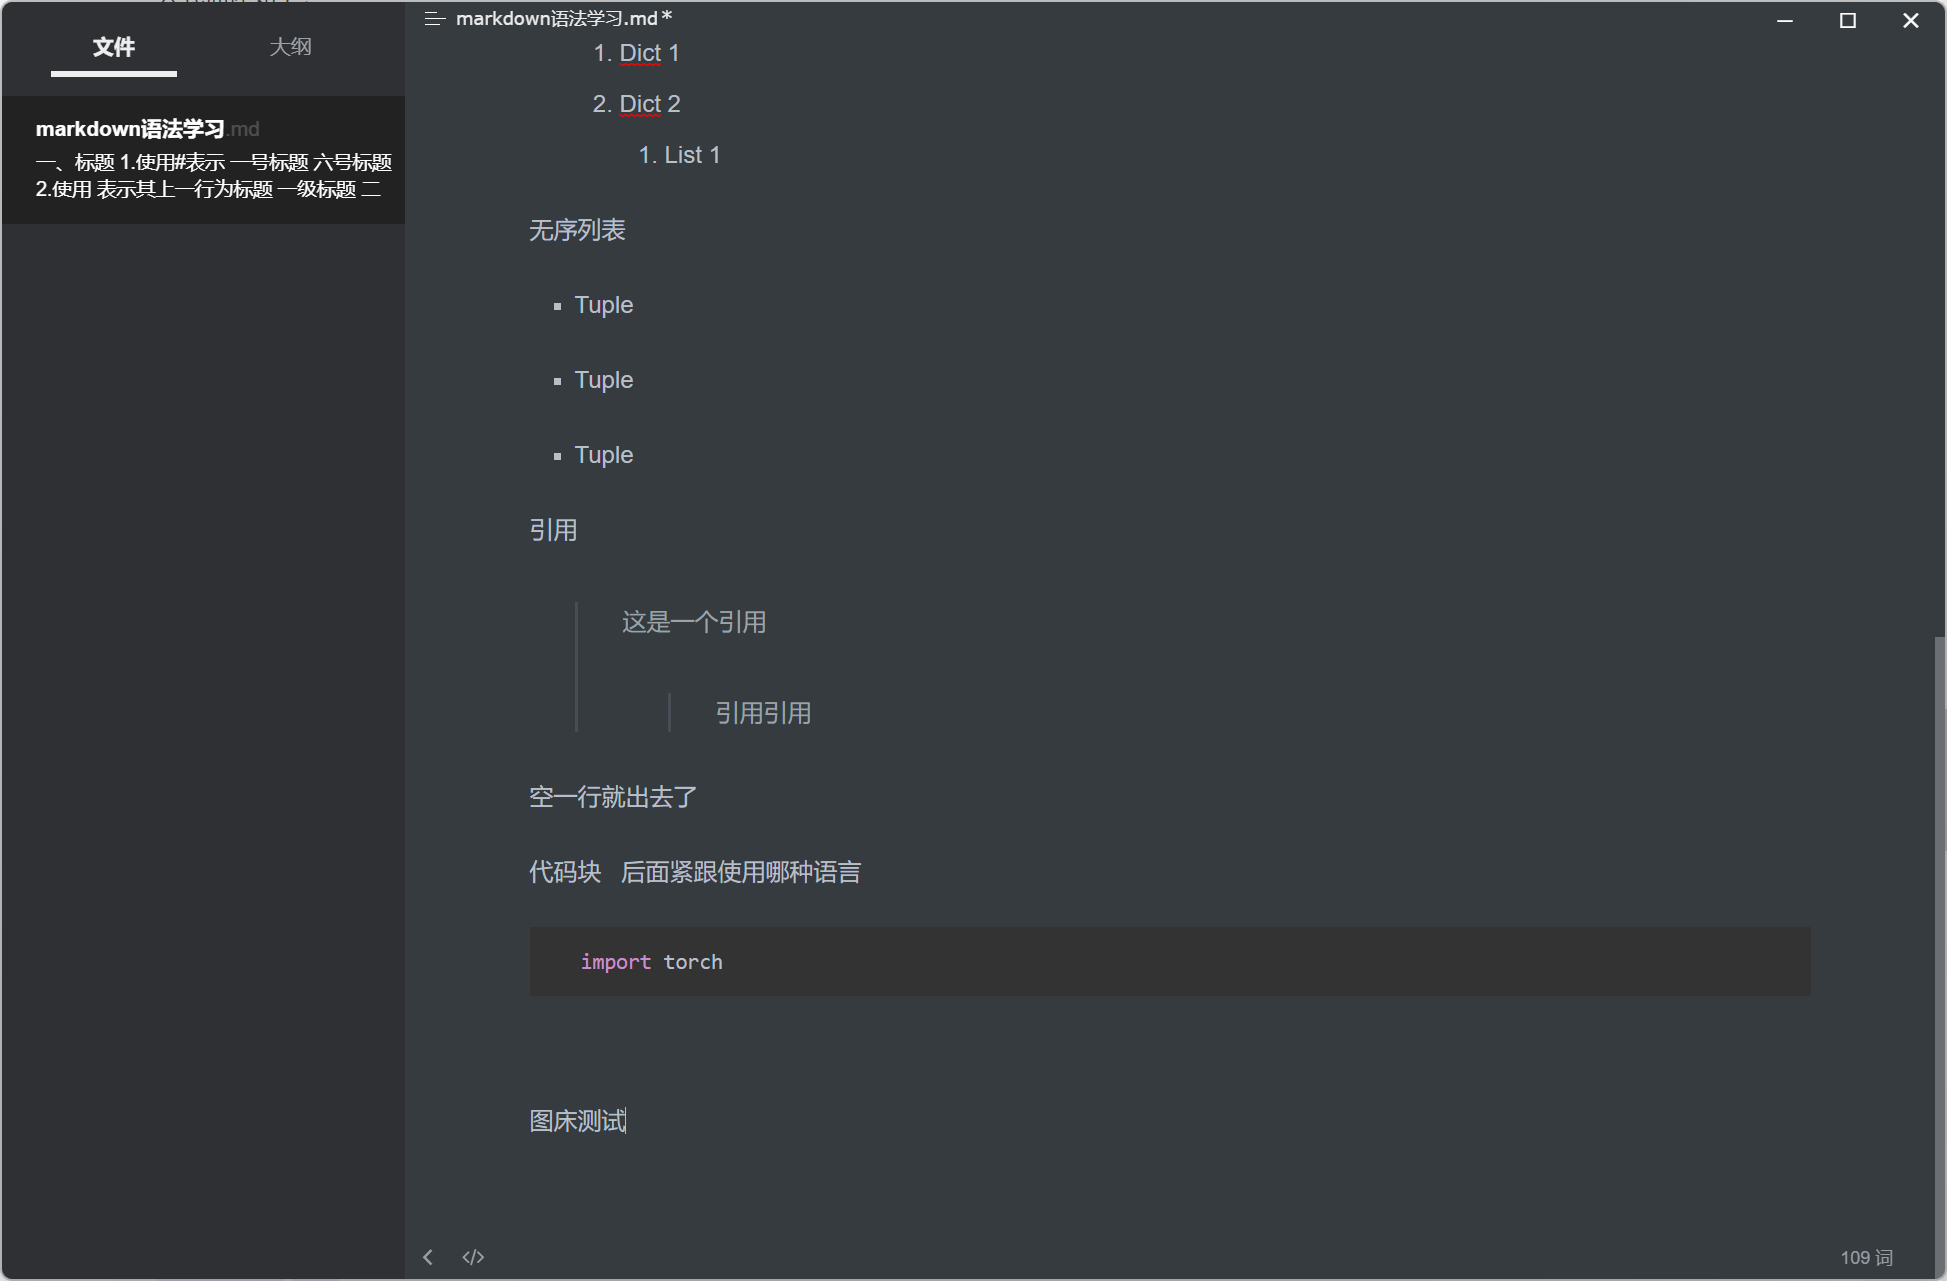 文件
大纲
markdown语法学习.md
一、标题 1.使用#表示 一号标题 六号标题
2.使用 表示其上一行为标题 一级标题 二
markdown语法学习.md*
1. Dict 1
2. Dict 2
1. List 1
无序列表
Tuple
Tuple
Tuple
引用
这是一个引用
引用引用
空一行就出去了
代码块 后面紧跟使用哪种语言
import torch
图床测试
</>
109 词